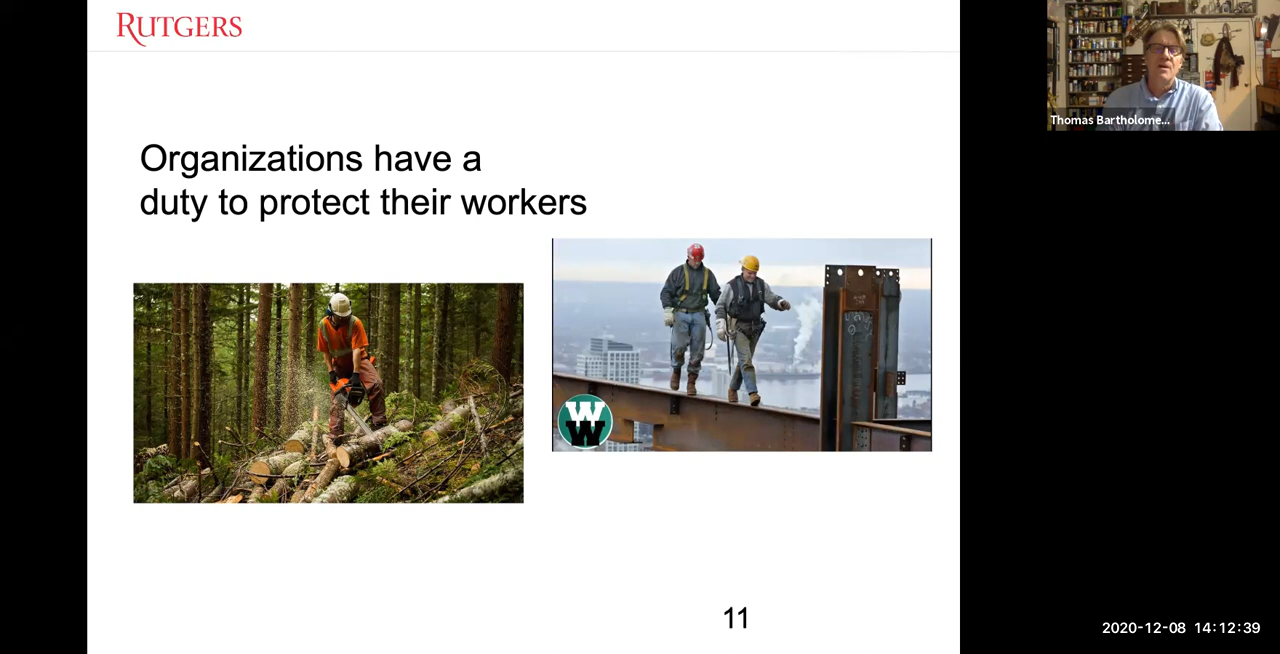 RUTGERS
Thomas Bartholome...
Organizations have a
duty to protect their workers
W
W
11
2020-12-08 14:12:39